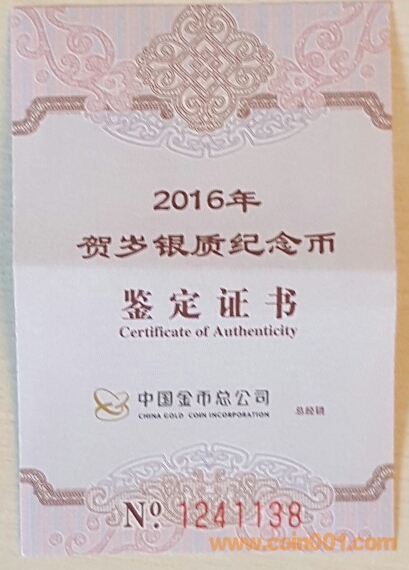 2016年
贺岁银质纪念币
鉴定证书
Certificate of Authenticity
中国金币总公司
CHINA GOLD COIN INCORPORATION
总经销
№ 1241138
www.coin001.com